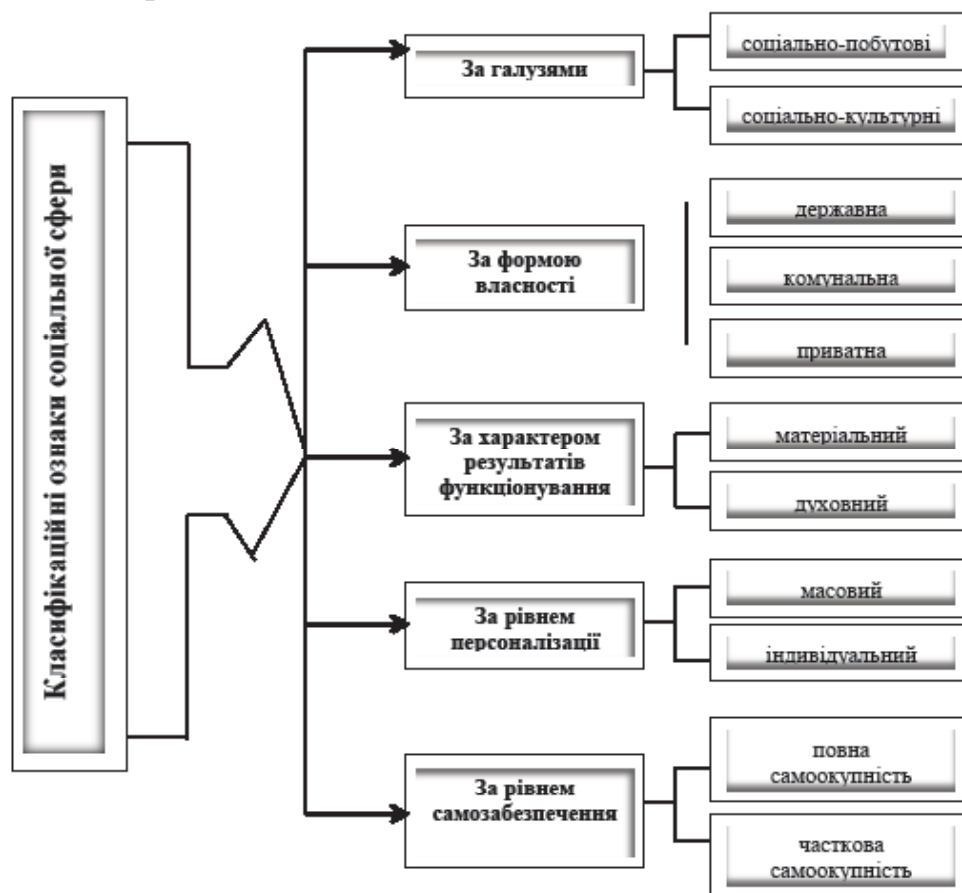 Класифікаційні ознаки соціальної сфери
За галузями
соціально-побутові
соціально-культурні
За формою
власності
державна
комунальна
приватна
За характером
результатів
функціонування
матеріальний
духовний
За рівнем
персоналізації
масовий
індивідуальний
За рівнем
самозабезпечення
повна
самоокупність
часткова
самоокупність